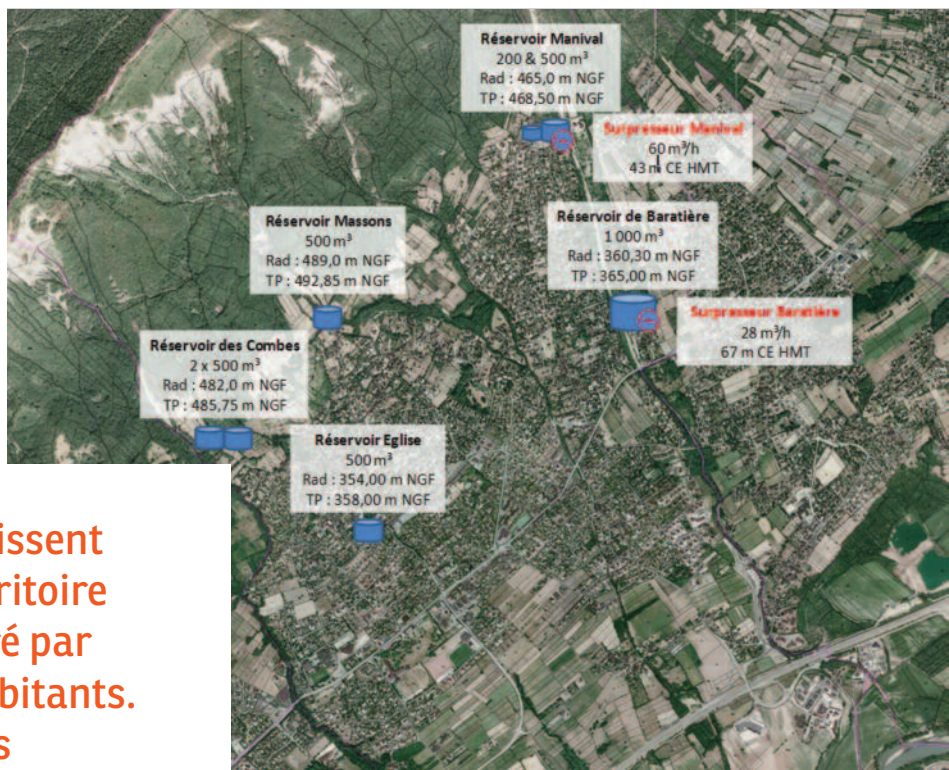 Réservoir Manival
200 & 500 m³
Rad : 465,0 m NGF
TP : 468,50 m NGF
Surpresseur Manival
60 m³/h
43 m CE HMT
Réservoir Massons
500 m³
Rad : 489,0 m NGF
TP : 492,85 m NGF
Réservoir de Baratière
1 000 m³
Rad : 360,30 m NGF
TP : 365,00 m NGF
Surpresseur Baratière
28 m³/h
67 m CE HMT
Réservoir des Combes
2 x 500 m³
Rad : 482,0 m NGF
TP : 485,75 m NGF
Réservoir Eglise
500 m³
Rad : 354,00 m NGF
TP : 358,00 m NGF
issent
ritoire
é par
bitants.
s